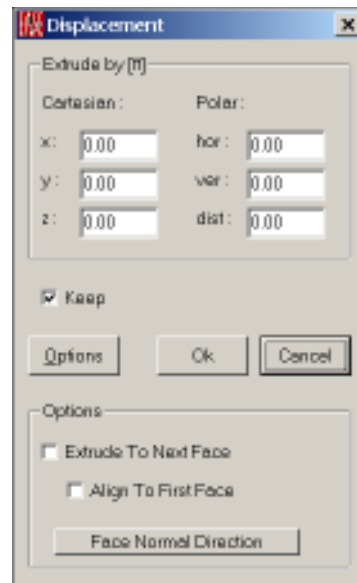 Displacement
Extrude by [ft]
Cartesian: Polar:
x: 0.00 hor: 0.00
y: 0.00 ver: 0.00
z: 0.00 dist: 0.00
Keep
Options Ok Cancel
Options
Extrude To Next Face
Align To First Face
Face Normal Direction